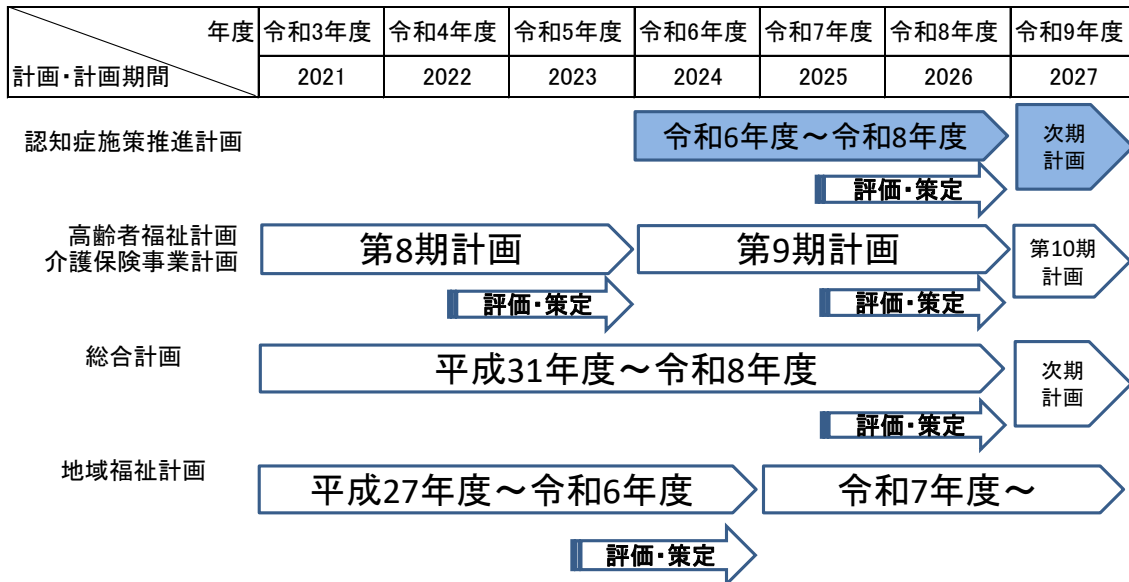 年度 令和3年度 令和4年度 令和5年度 令和6年度 令和7年度 令和8年度 令和9年度
計画・計画期間 2021 2022 2023 2024 2025 2026 2027
認知症施策推進計画
令和6年度～令和8年度
次期
計画
評価・策定
高齢者福祉計画
介護保険事業計画
第8期計画
第9期計画
第10期
計画
評価・策定
評価・策定
総合計画
平成31年度～令和8年度
次期
計画
評価・策定
地域福祉計画
平成27年度～令和6年度
令和7年度～
評価・策定